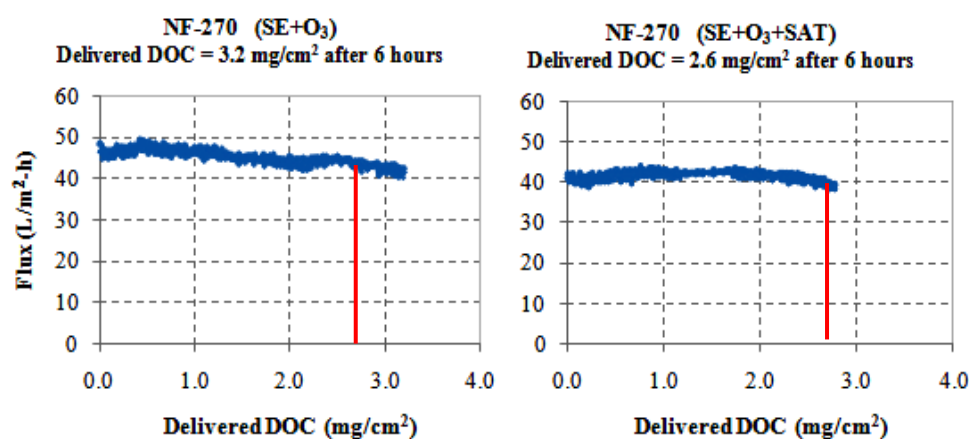 NF-270 (SE+O₃)
Delivered DOC = 3.2 mg/cm² after 6 hours
60
50
40
30
20
10
0
Flux (L/m²-h)
0.0 1.0 2.0 3.0 4.0
Delivered DOC (mg/cm²)
NF-270 (SE+O₃+SAT)
Delivered DOC = 2.6 mg/cm² after 6 hours
60
50
40
30
20
10
0
0.0 1.0 2.0 3.0 4.0
Delivered DOC (mg/cm²)